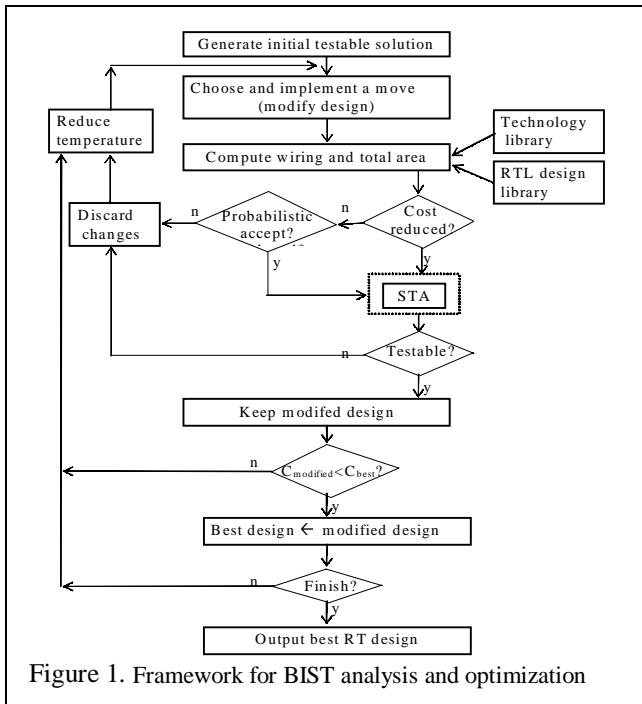 Generate initial testable solution
Choose and implement a move
(modify design)
Reduce
temperature
Technology
library
Compute wiring and total area
RTL design
library
n
n
Probabilistic
accept?
Cost
reduced?
Discard
changes
y
y
STA
n
Testable?
y
Keep modifed design
n
Cmodified<Cbest?
y
Best design ← modified design
n
Finish?
y
Output best RT design
Figure 1. Framework for BIST analysis and optimization